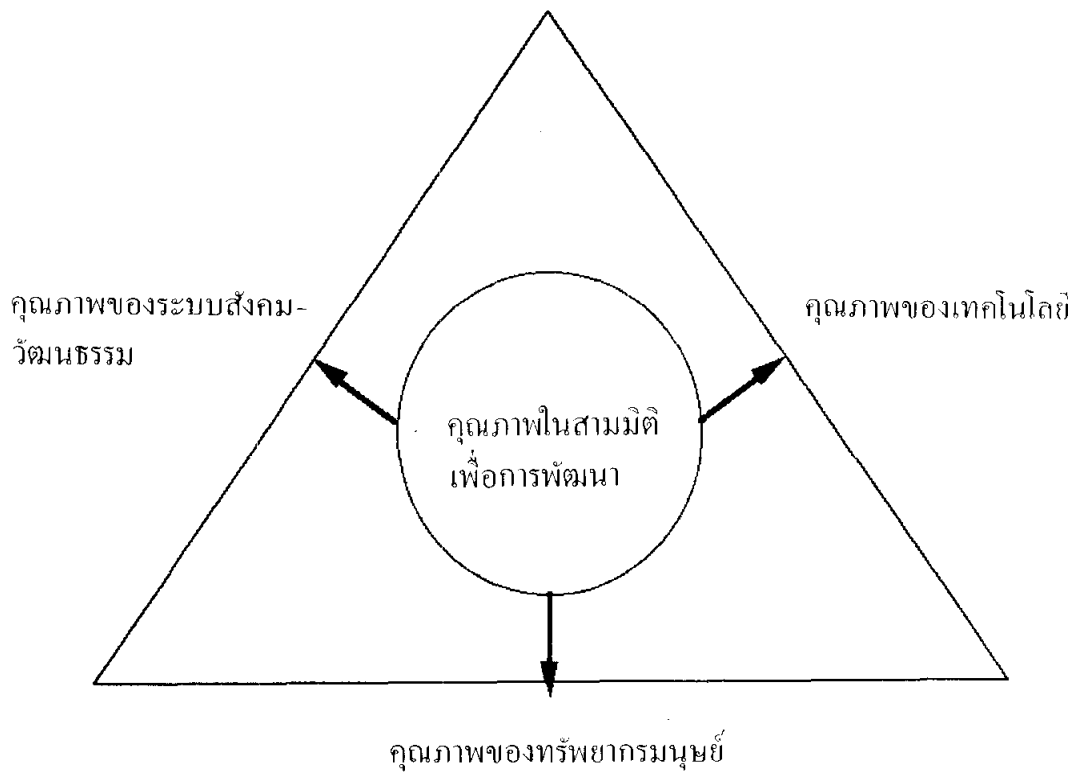 คุณภาพของระบบสังคม-
วัฒนธรรม
คุณภาพของเทคโนโลยี
คุณภาพในสามมิติ
เพื่อการพัฒนา
คุณภาพของทรัพยากรมนุษย์